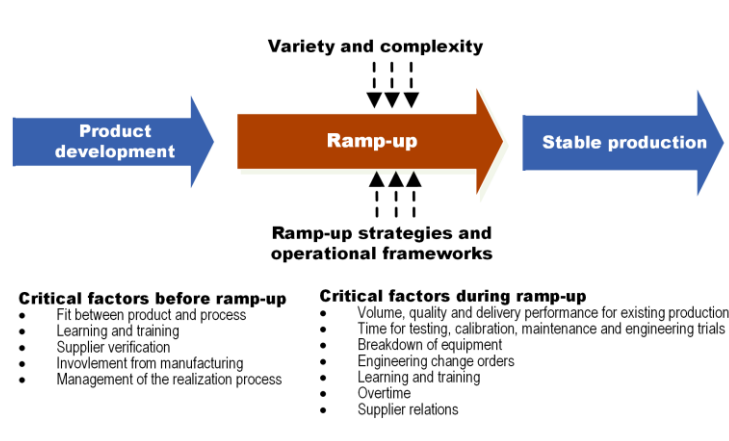 Variety and complexity
Product
development
Ramp-up
Stable production
Ramp-up strategies and
operational frameworks
Critical factors before ramp-up
• Fit between product and process
• Learning and training
• Supplier verification
• Invovlement from manufacturing
• Management of the realization process
Critical factors during ramp-up
• Volume, quality and delivery performance for existing production
• Time for testing, calibration, maintenance and engineering trials
• Breakdown of equipment
• Engineering change orders
• Learning and training
• Overtime
• Supplier relations